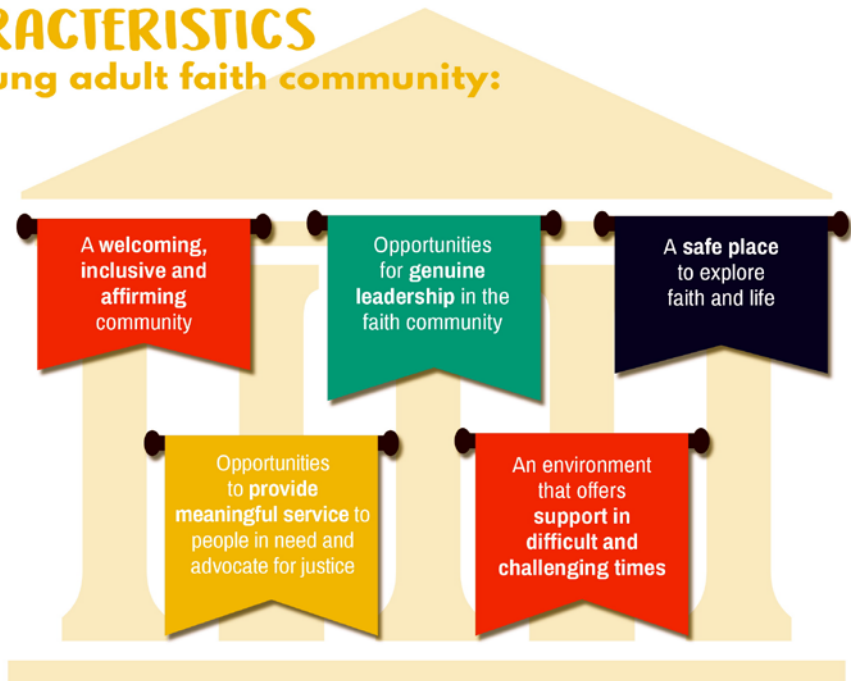 RACTERISTICS
ung adult faith community:
A welcoming,
inclusive and
affirming
community
Opportunities
for genuine
leadership in the
faith community
A safe place
to explore
faith and life
Opportunities
to provide
meaningful service to
people in need and
advocate for justice
An environment
that offers
support in
difficult and
challenging times